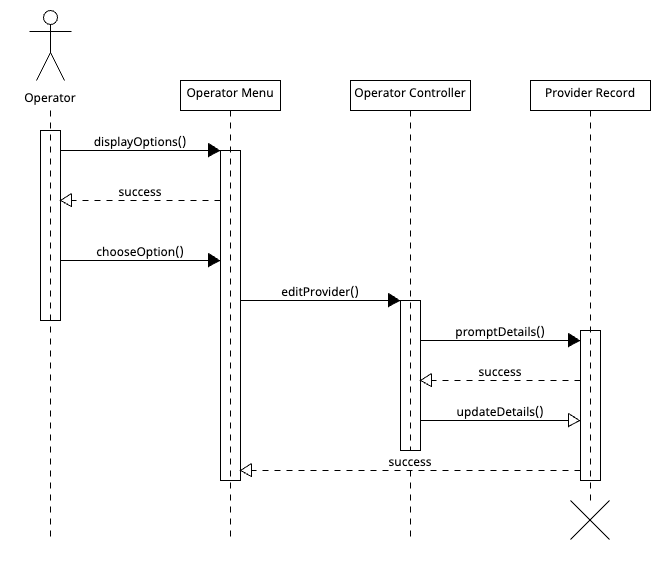 Operator
Operator Menu
Operator Controller
Provider Record
displayOptions()
success
chooseOption()
editProvider()
promptDetails()
success
updateDetails()
success